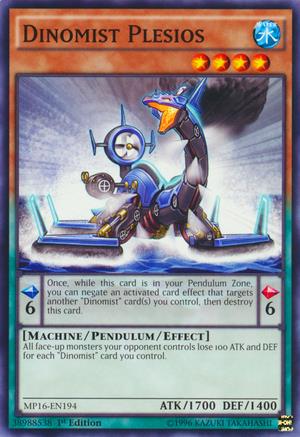 DINOMIST PLESIOS
WATER
水
6
Once, while this card is in your Pendulum Zone,
you can negate an activated card effect that targets
another "Dinomist" card(s) you control, then destroy
this card.
6
[MACHINE/PENDULUM/EFFECT]
All face-up monsters your opponent controls lose 100 ATK and DEF
for each "Dinomist" card you control.
MP16-EN194
ATK/1700 DEF/1400
38988538
1st Edition
©1996 KAZUKI TAKAHASHI